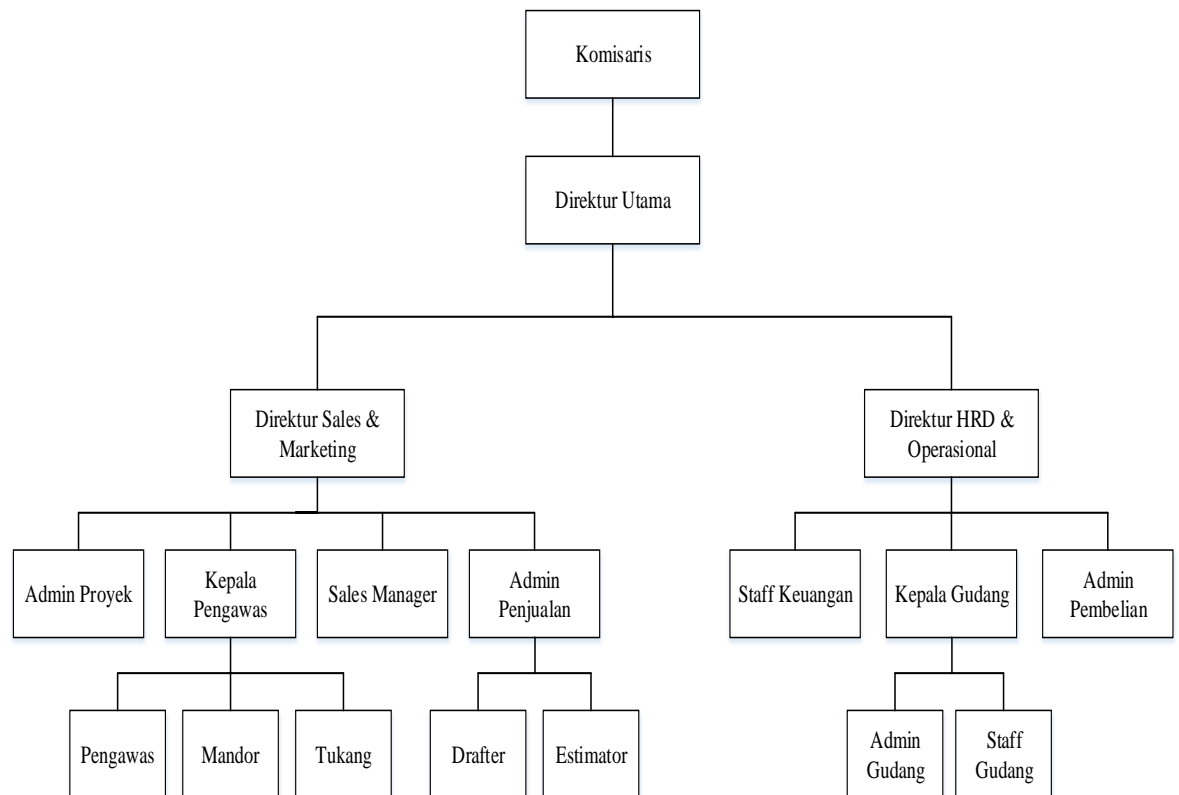 Komisaris
Direktur Utama
Direktur Sales &
Marketing
Direktur HRD &
Operasional
Admin Proyek
Kepala
Pengawas
Sales Manager
Admin
Penjualan
Staff Keuangan
Kepala Gudang
Admin
Pembelian
Pengawas
Mandor
Tukang
Drafter
Estimator
Admin
Gudang
Staff
Gudang